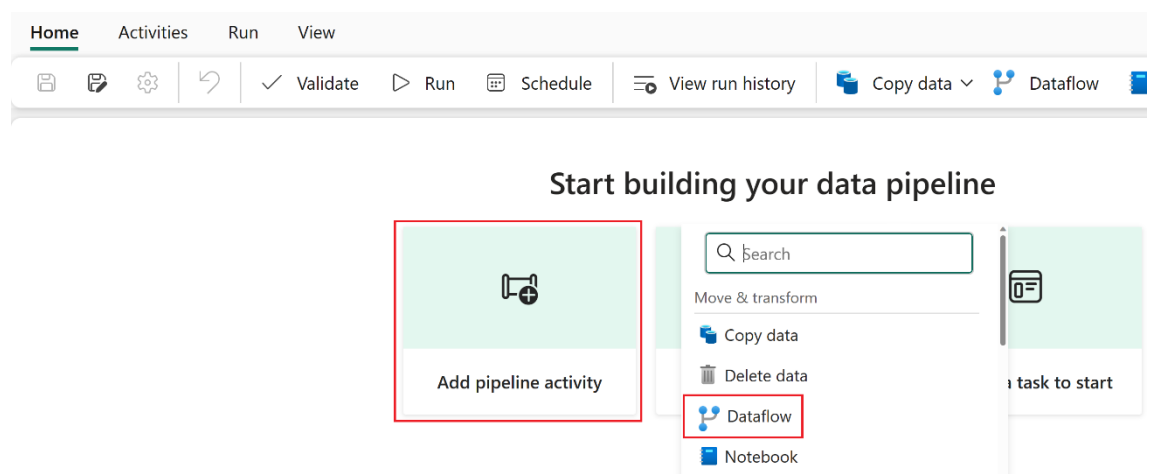 Home Activities Run View
Validate Run Schedule View run history Copy data Dataflow
Start building your data pipeline
Search
Move & transform
Copy data
Add pipeline activity
Delete data
task to start
Dataflow
Notebook